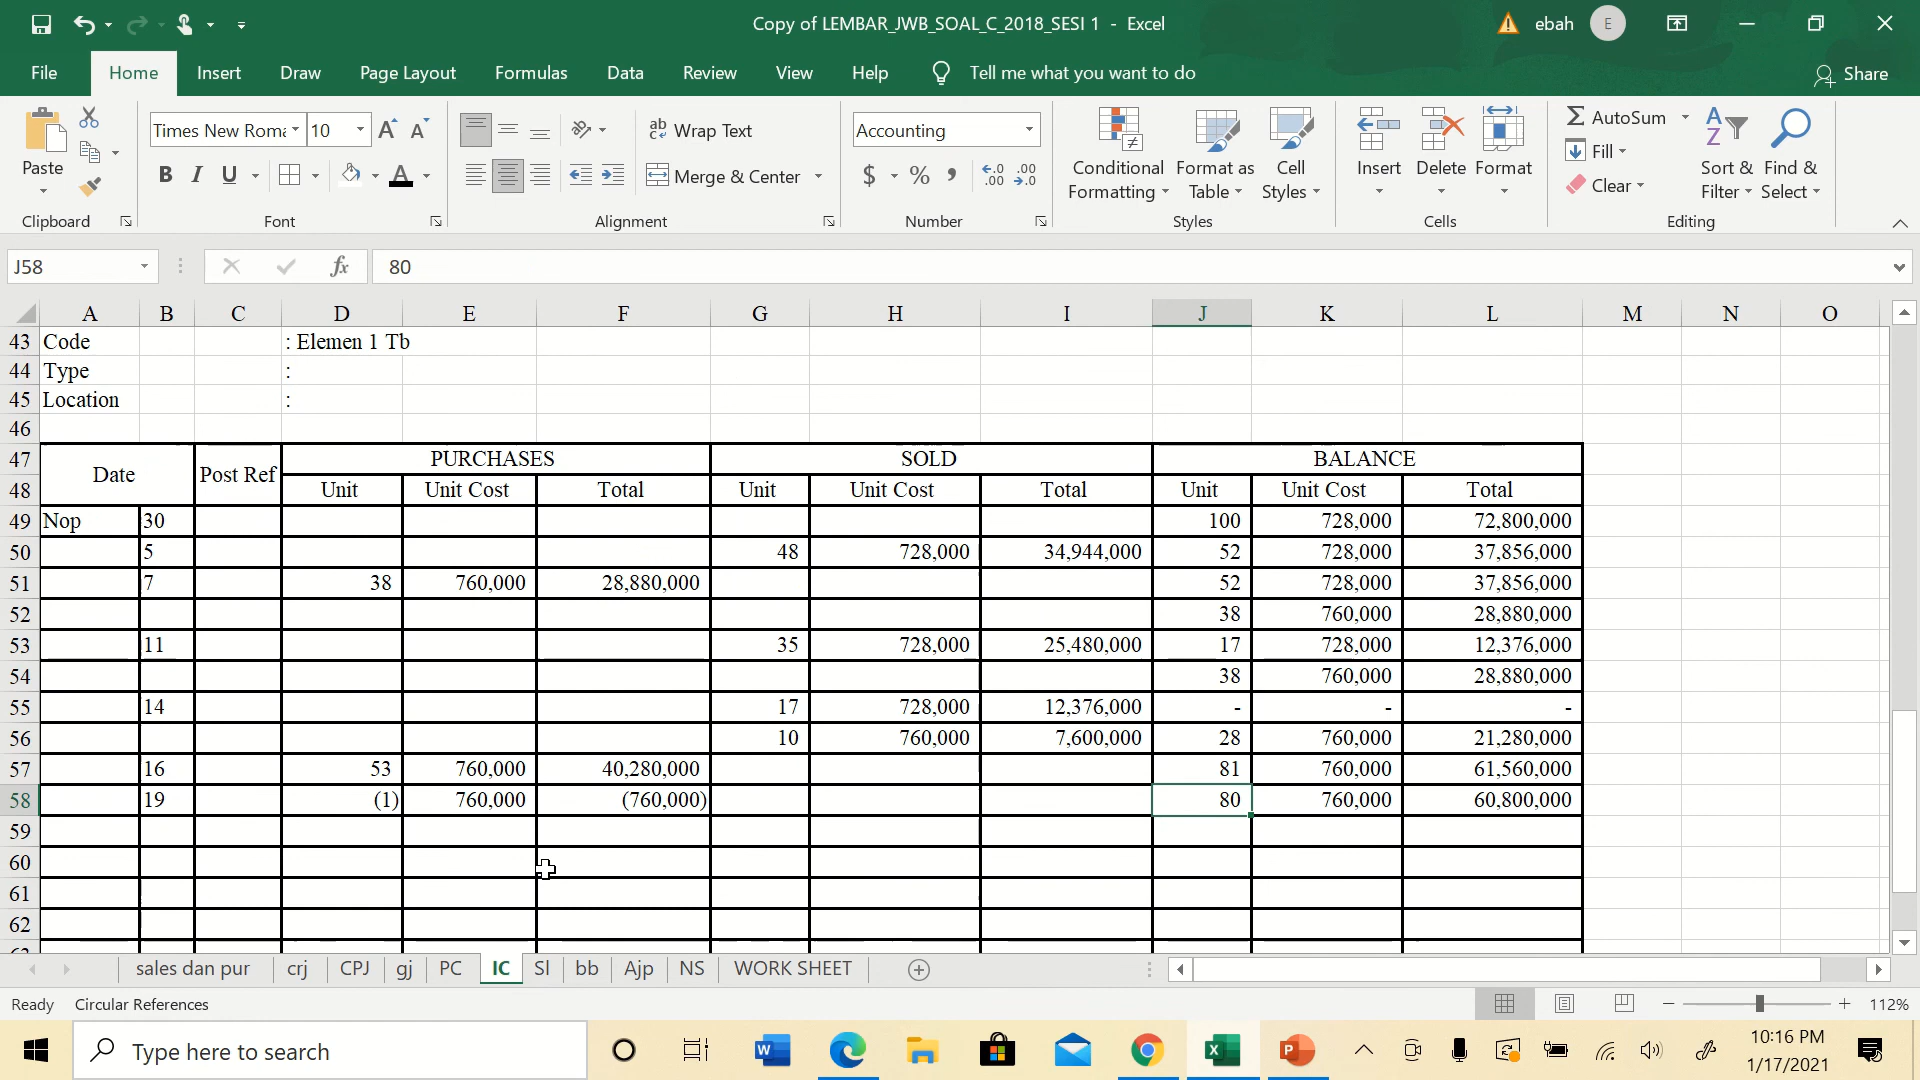 Copy of LEMBAR_JWB_SOAL_C_2018_SESI 1 - Excel
ebah E
File Home Insert Draw Page Layout Formulas Data Review View Help Tell me what you want to do Share
Paste
Clipboard
Times New Roma 10
B I U
Font
Wrap Text
Merge & Center
Alignment
Accounting
$ %
Number
Conditional Formatting
Format as Table
Cell Styles
Styles
Insert Delete Format
Cells
AutoSum
Fill
Clear
Sort & Filter
Find & Select
Editing
J58 fx 80
A B C D E F G H I J K L M N O
43 Code : Elemen 1 Tb
44 Type :
45 Location :
46
47 Date Post Ref PURCHASES SOLD BALANCE
48 Unit Unit Cost Total Unit Unit Cost Total Unit Unit Cost Total
49 Nop 30 100 728,000 72,800,000
50 5 48 728,000 34,944,000 52 728,000 37,856,000
51 7 38 760,000 28,880,000 52 728,000 37,856,000
52 38 760,000 28,880,000
53 11 35 728,000 25,480,000 17 728,000 12,376,000
54 38 760,000 28,880,000
55 14 17 728,000 12,376,000 - - -
56 10 760,000 7,600,000 28 760,000 21,280,000
57 16 53 760,000 40,280,000 81 760,000 61,560,000
58 19 (1) 760,000 (760,000) 80 760,000 60,800,000
59
60
61
62
sales dan pur crj CPJ gj PC IC Sl bb Ajp NS WORK SHEET
Ready Circular References 112%
Type here to search
10:16 PM
1/17/2021